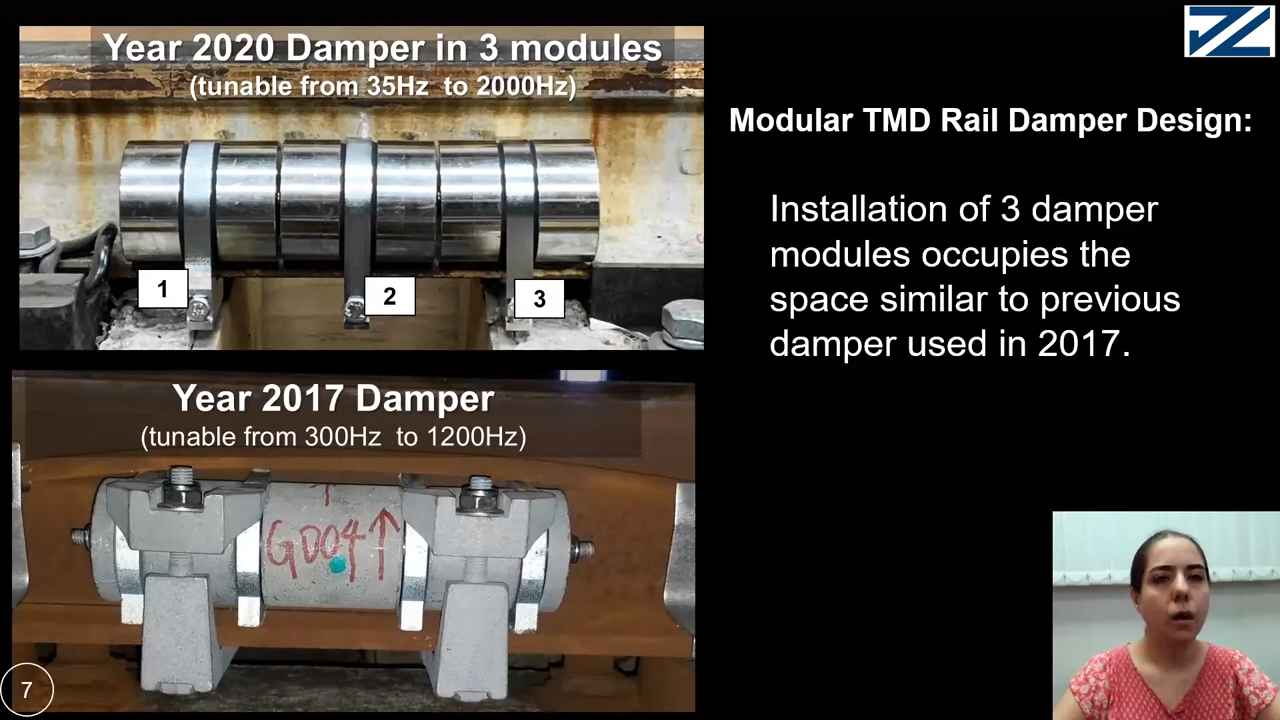 Year 2020 Damper in 3 modules
(tunable from 35Hz to 2000Hz)
1
2
3
Year 2017 Damper
(tunable from 300Hz to 1200Hz)
GD04↑
7
Modular TMD Rail Damper Design:
Installation of 3 damper
modules occupies the
space similar to previous
damper used in 2017.